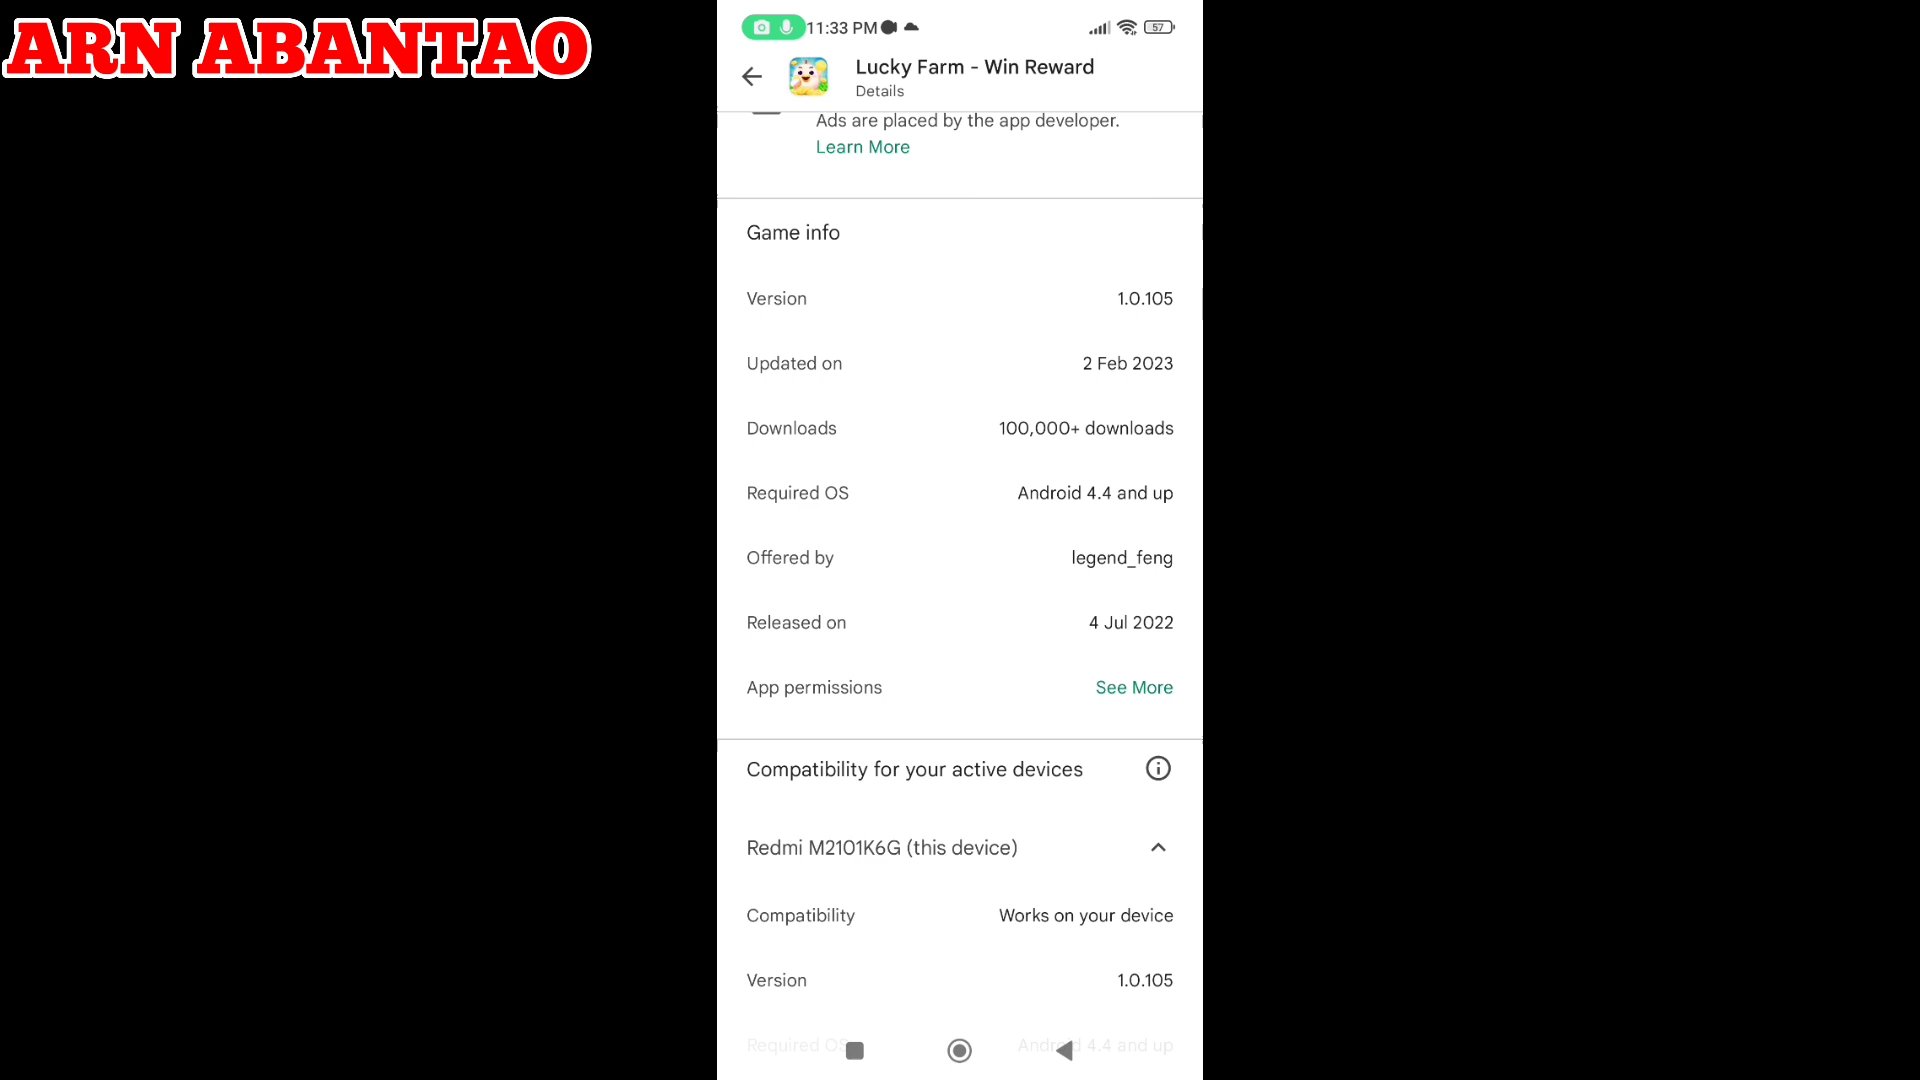 ARN ABANTAO
11:33 PM
57
Lucky Farm - Win Reward
Details
Ads are placed by the app developer.
Learn More
Game info
Version 1.0.105
Updated on 2 Feb 2023
Downloads 100,000+ downloads
Required OS Android 4.4 and up
Offered by legend_feng
Released on 4 Jul 2022
App permissions See More
Compatibility for your active devices
Redmi M2101K6G (this device)
Compatibility Works on your device
Version 1.0.105
Required OS Android 4.4 and up